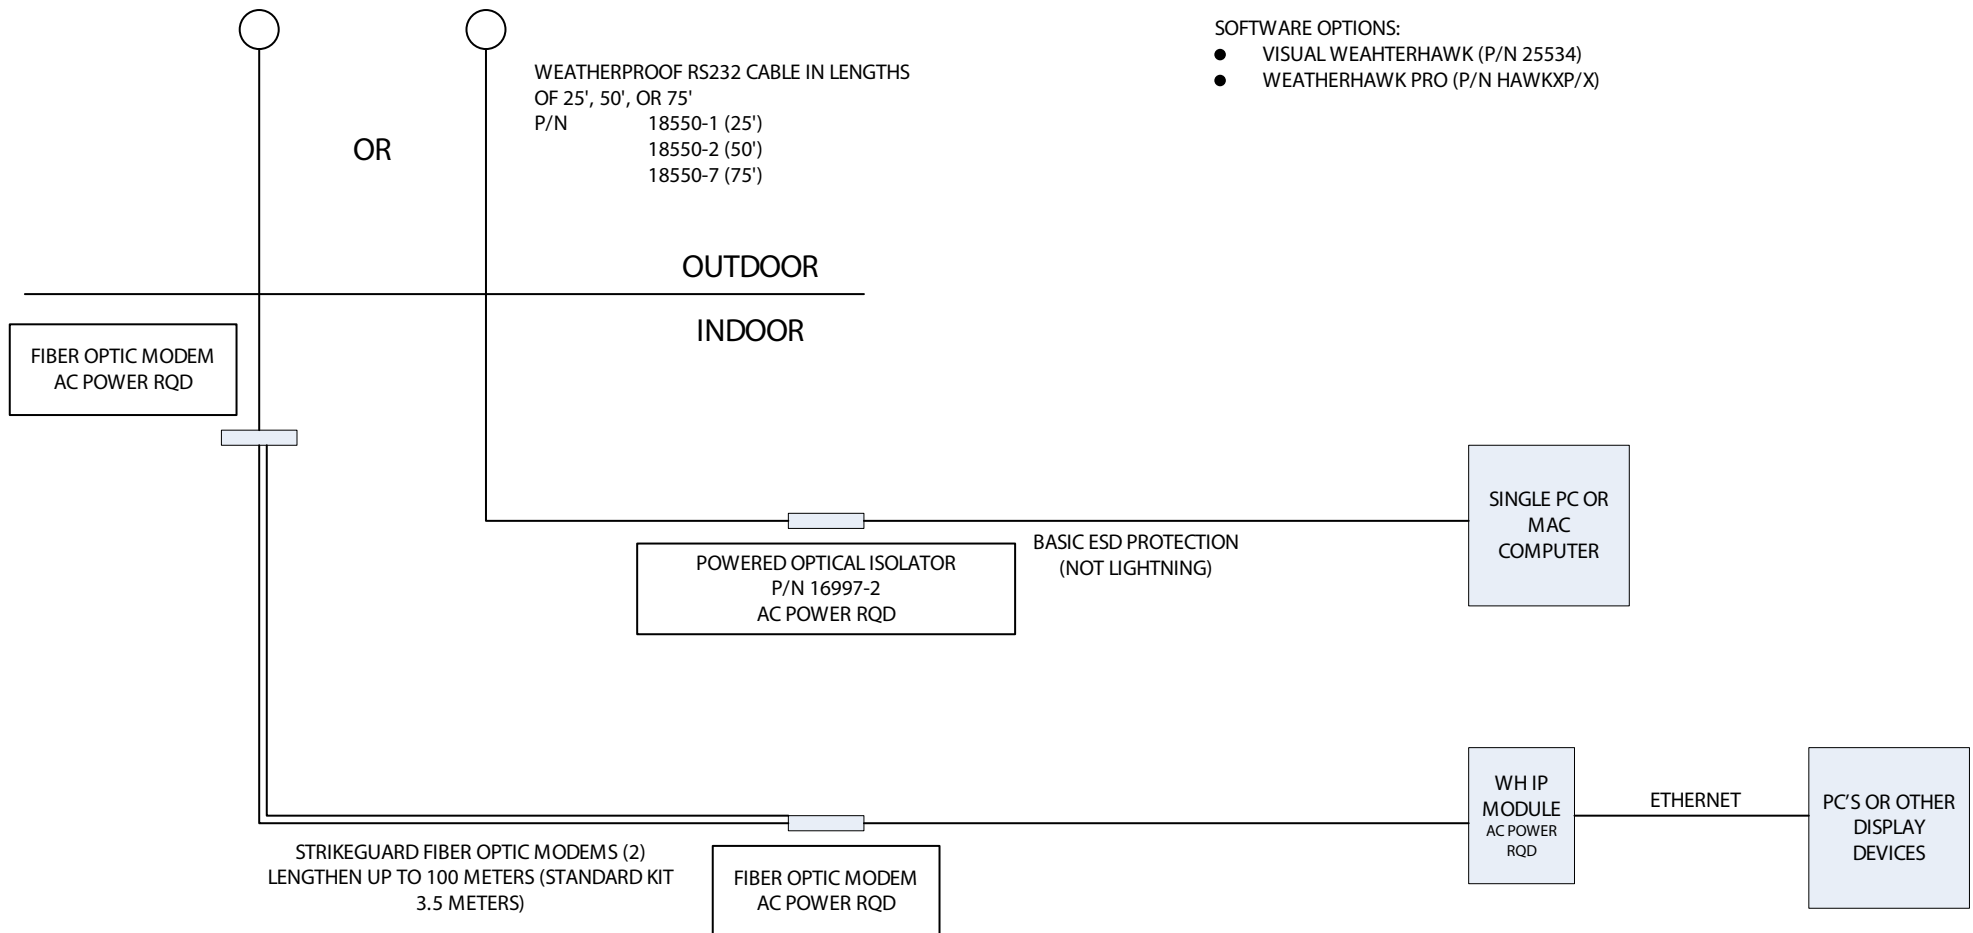 SOFTWARE OPTIONS:
● VISUAL WEAHTERHAWK (P/N 25534)
● WEATHERHAWK PRO (P/N HAWKXP/X)
WEATHERPROOF RS232 CABLE IN LENGTHS
OF 25', 50', OR 75'
P/N 18550-1 (25')
18550-2 (50')
18550-7 (75')
OR
OUTDOOR
INDOOR
FIBER OPTIC MODEM
AC POWER RQD
POWERED OPTICAL ISOLATOR
P/N 16997-2
AC POWER RQD
BASIC ESD PROTECTION
(NOT LIGHTNING)
SINGLE PC OR
MAC
COMPUTER
STRIKEGUARD FIBER OPTIC MODEMS (2)
LENGTHEN UP TO 100 METERS (STANDARD KIT
3.5 METERS)
FIBER OPTIC MODEM
AC POWER RQD
WH IP
MODULE
AC POWER
RQD
ETHERNET
PC'S OR OTHER
DISPLAY
DEVICES